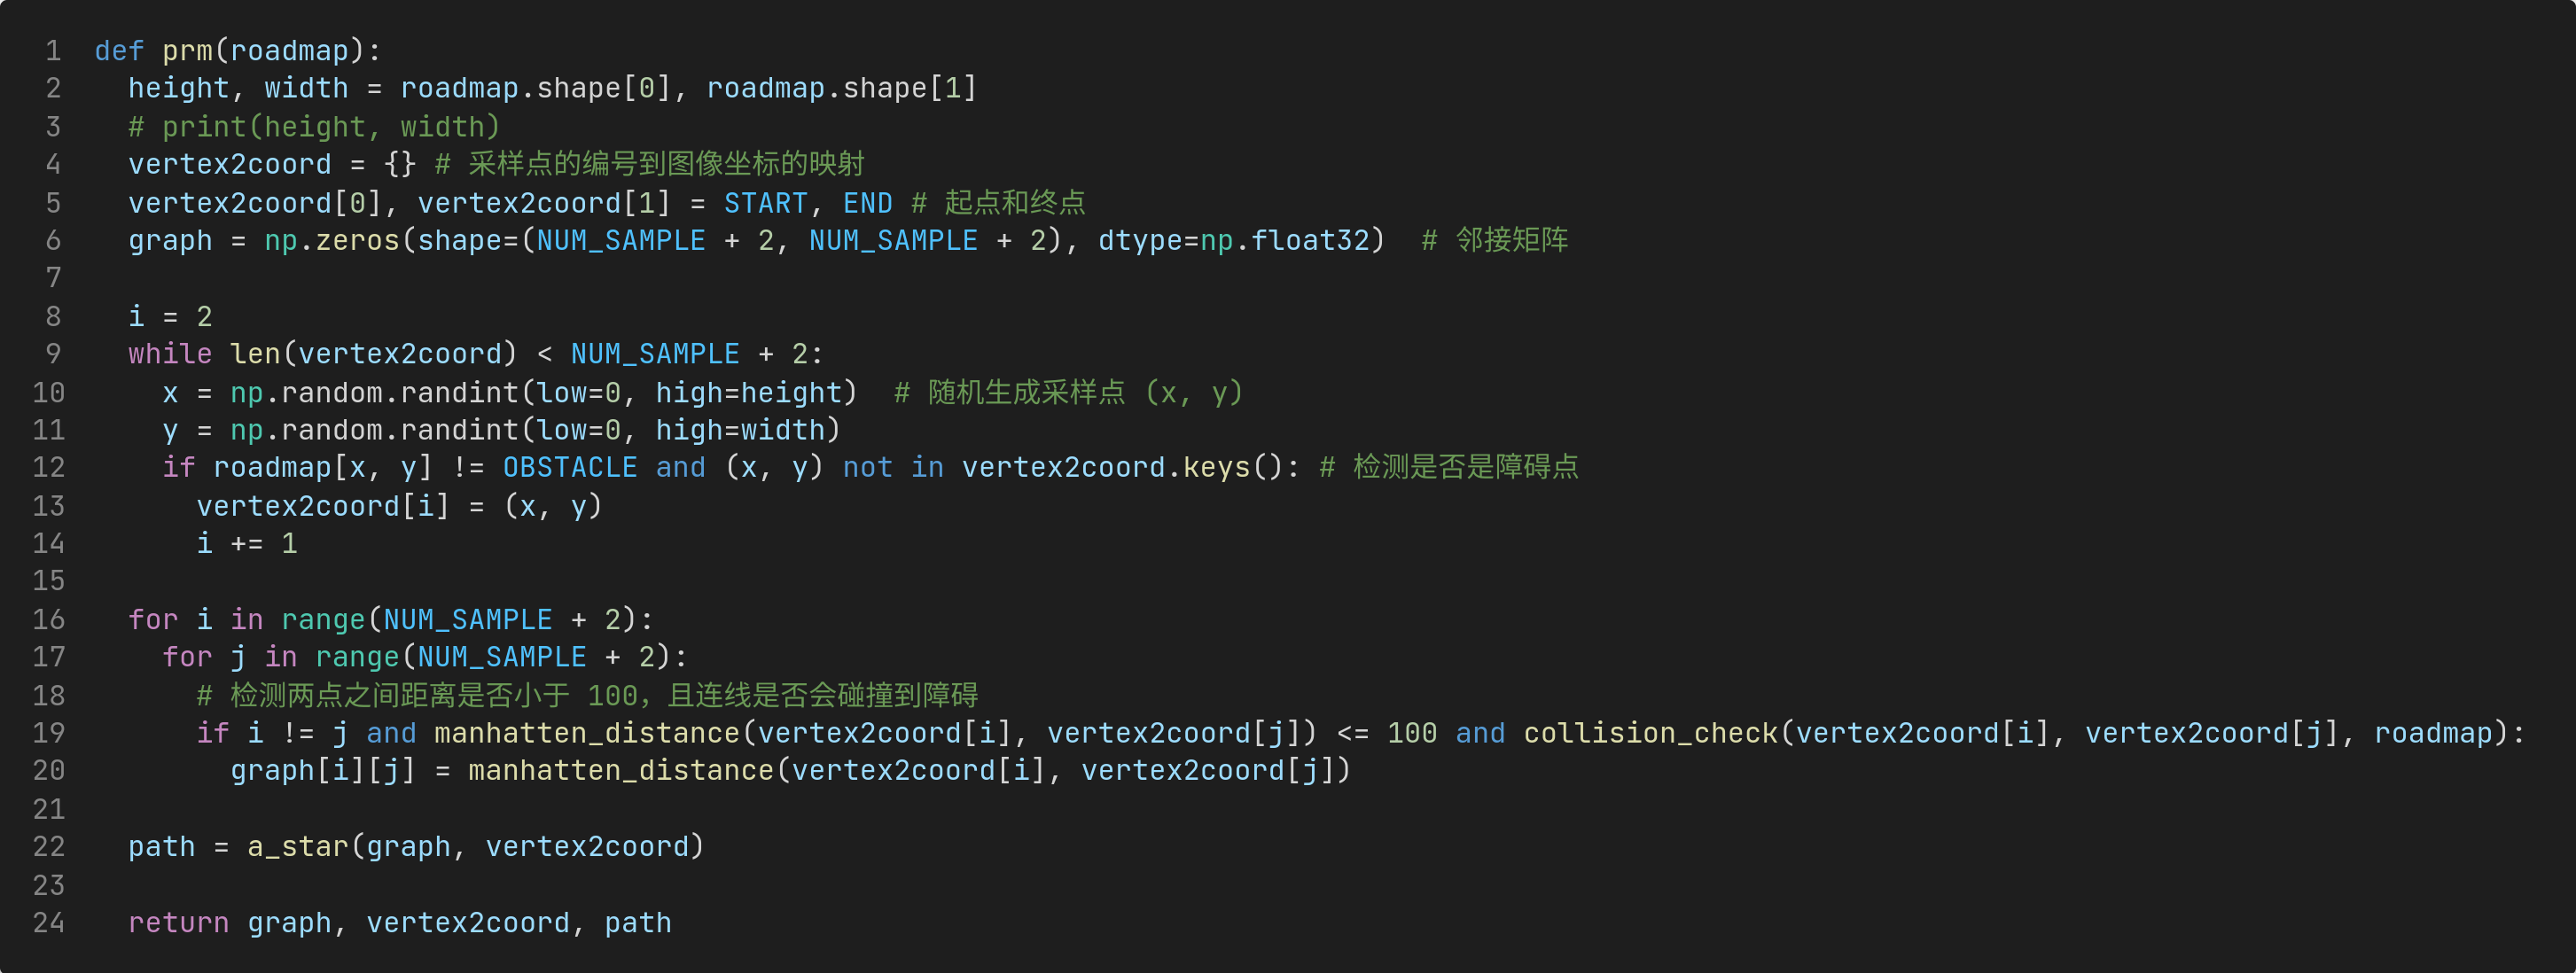 1 def prm(roadmap):
2   height, width = roadmap.shape[0], roadmap.shape[1]
3   # print(height, width)
4   vertex2coord = {} # 采样点的编号到图像坐标的映射
5   vertex2coord[0], vertex2coord[1] = START, END # 起点和终点
6   graph = np.zeros(shape=(NUM_SAMPLE + 2, NUM_SAMPLE + 2), dtype=np.float32)  # 邻接矩阵
7
8   i = 2
9   while len(vertex2coord) < NUM_SAMPLE + 2:
10     x = np.random.randint(low=0, high=height)  # 随机生成采样点 (x, y)
11     y = np.random.randint(low=0, high=width)
12     if roadmap[x, y] != OBSTACLE and (x, y) not in vertex2coord.keys(): # 检测是否是障碍点
13       vertex2coord[i] = (x, y)
14       i += 1
15
16   for i in range(NUM_SAMPLE + 2):
17     for j in range(NUM_SAMPLE + 2):
18       # 检测两点之间距离是否小于 100，且连线是否会碰撞到障碍
19       if i != j and manhatten_distance(vertex2coord[i], vertex2coord[j]) <= 100 and collision_check(vertex2coord[i], vertex2coord[j], roadmap):
20         graph[i][j] = manhatten_distance(vertex2coord[i], vertex2coord[j])
21
22   path = a_star(graph, vertex2coord)
23
24   return graph, vertex2coord, path